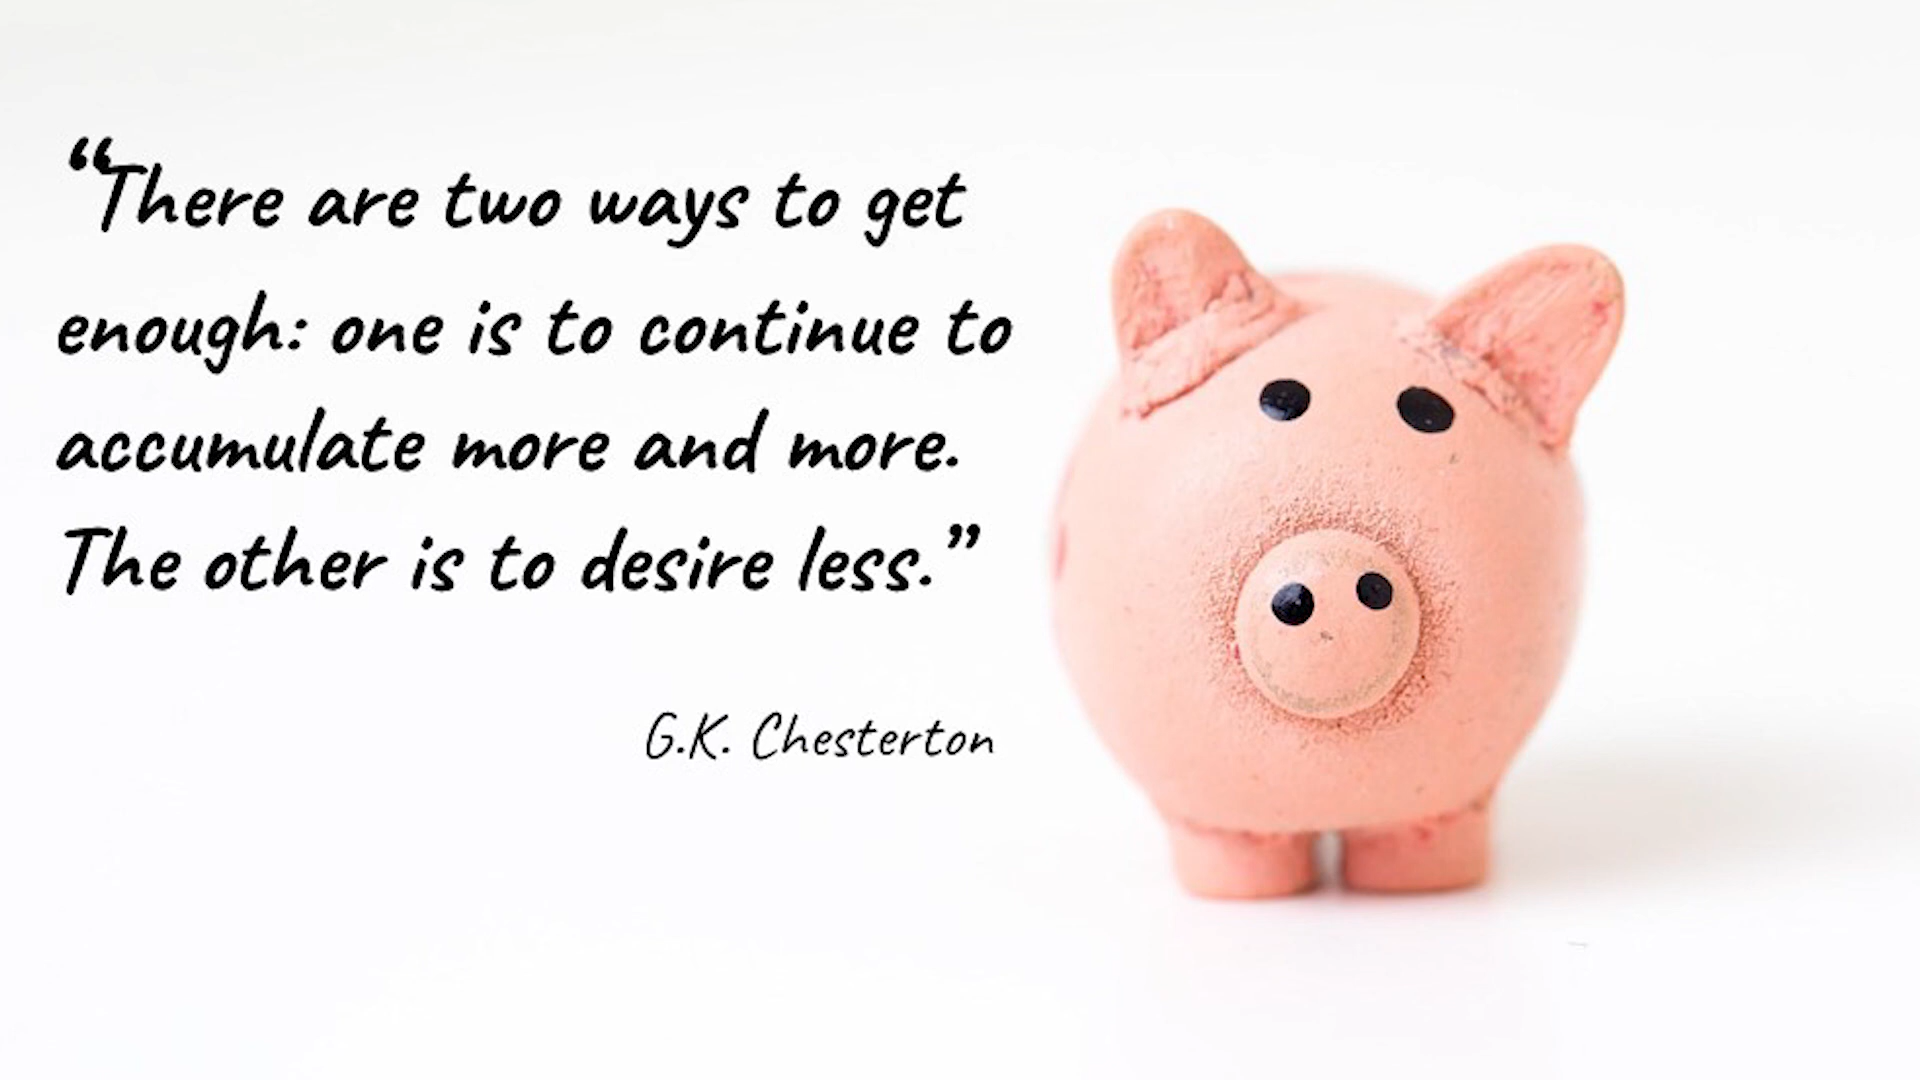 “There are two ways to get
enough: one is to continue to
accumulate more and more.
The other is to desire less.”
G.K. Chesterton